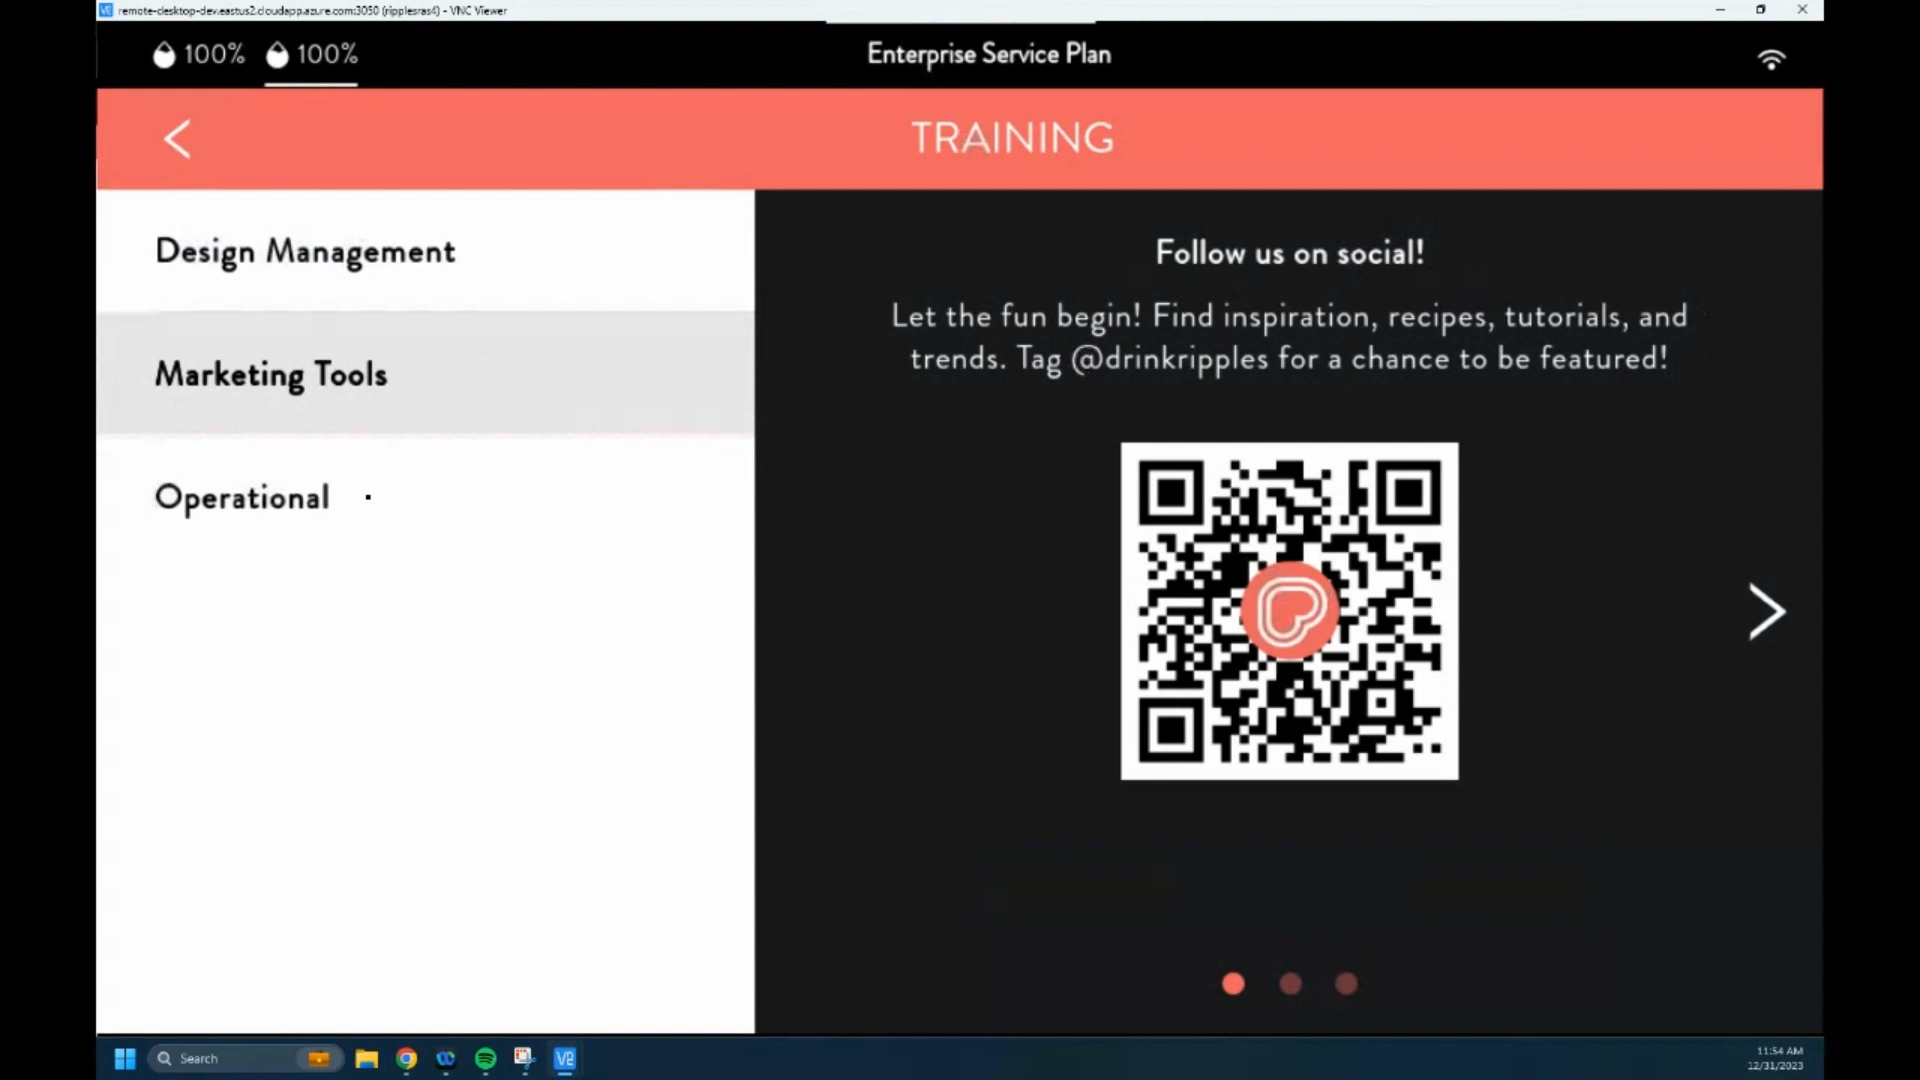 remote-desktop-dev.eastus2.cloudapp.azure.com:3050 (ripplesras4) - VNC Viewer
100% 100%
Enterprise Service Plan
TRAINING
Design Management
Marketing Tools
Operational
Follow us on social!
Let the fun begin! Find inspiration, recipes, tutorials, and
trends. Tag @drinkripples for a chance to be featured!
Search
11:54 AM
12/31/2023